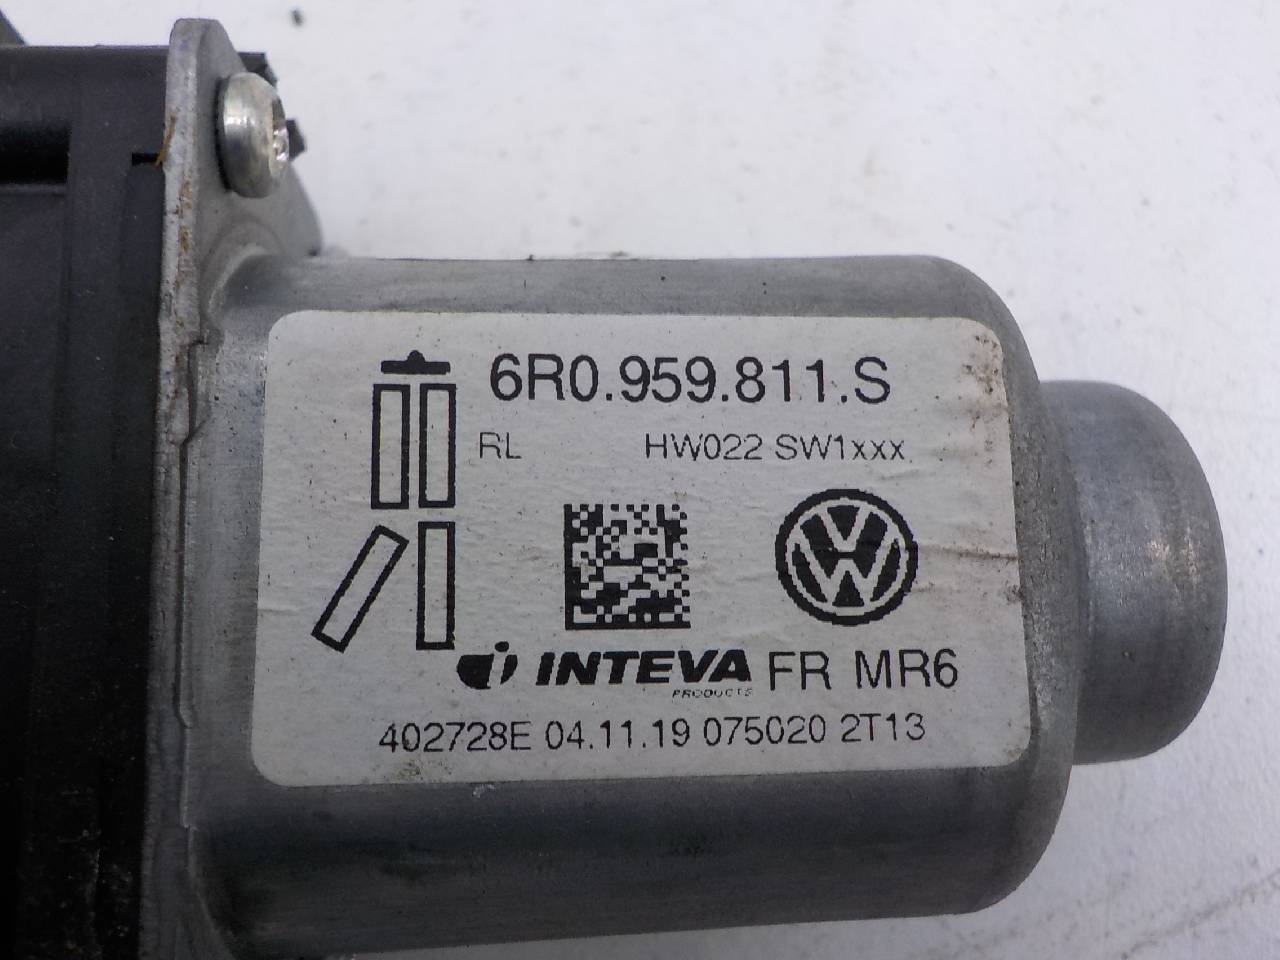 6R0.959.811.S
RL HW022 SW1xxx
INTEVA FR MR6
PRODUCTS
402728E 04.11.19 075020 2T13